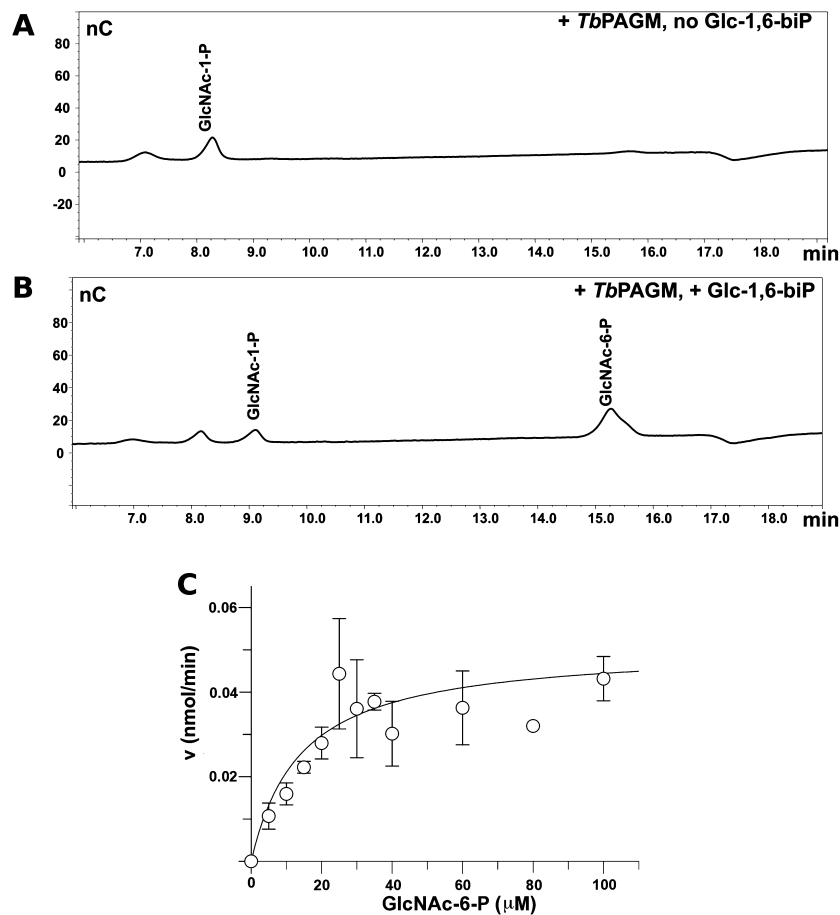 A
nC
+ TbPAGM, no Glc-1,6-biP
GlcNAc-1-P
80
60
40
20
0
-20
7.0 8.0 9.0 10.0 11.0 12.0 13.0 14.0 15.0 16.0 17.0 18.0
min
B
nC
+ TbPAGM, + Glc-1,6-biP
GlcNAc-1-P
GlcNAc-6-P
80
60
40
20
0
7.0 8.0 9.0 10.0 11.0 12.0 13.0 14.0 15.0 16.0 17.0 18.0
min
C
0.06
0.04
0.02
v (nmol/min)
0 20 40 60 80 100
GlcNAc-6-P (μM)